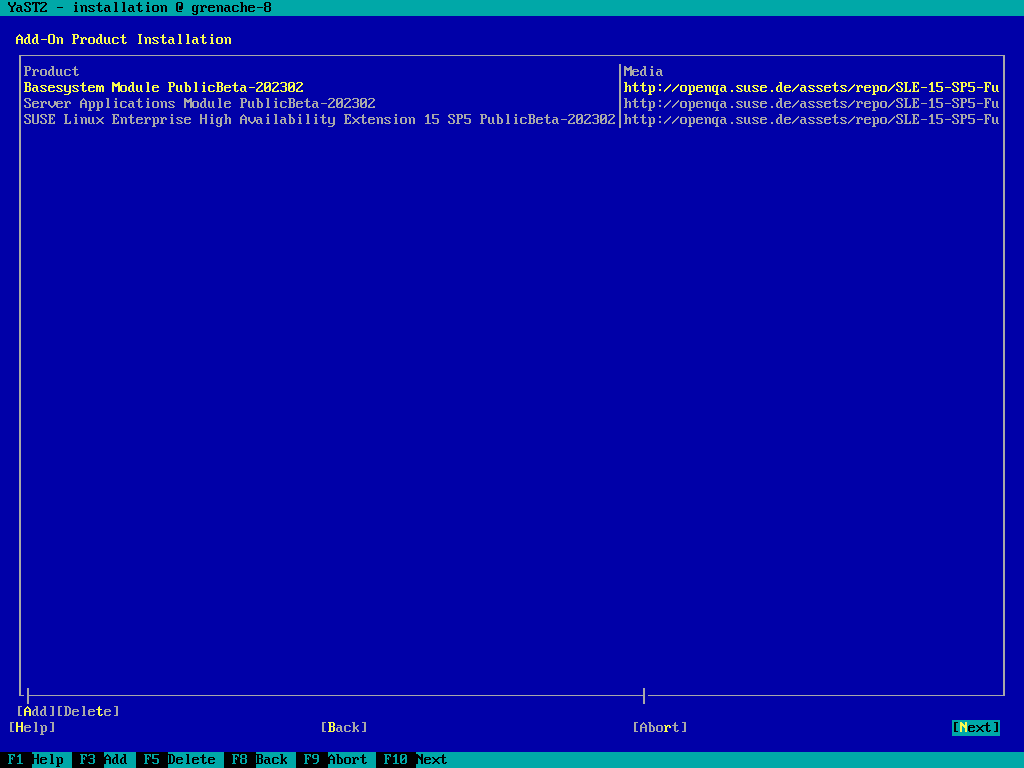 YaST2 - installation @ grenache-8
Add-On Product Installation
Product Media
Basesystem Module PublicBeta-202302 http://openqa.suse.de/assets/repo/SLE-15-SP5-Fu
Server Applications Module PublicBeta-202302 http://openqa.suse.de/assets/repo/SLE-15-SP5-Fu
SUSE Linux Enterprise High Availability Extension 15 SP5 PublicBeta-202302 http://openqa.suse.de/assets/repo/SLE-15-SP5-Fu
[Add][Delete]
[Help] [Back] [Abort] [Next]
F1 Help F3 Add F5 Delete F8 Back F9 Abort F10 Next